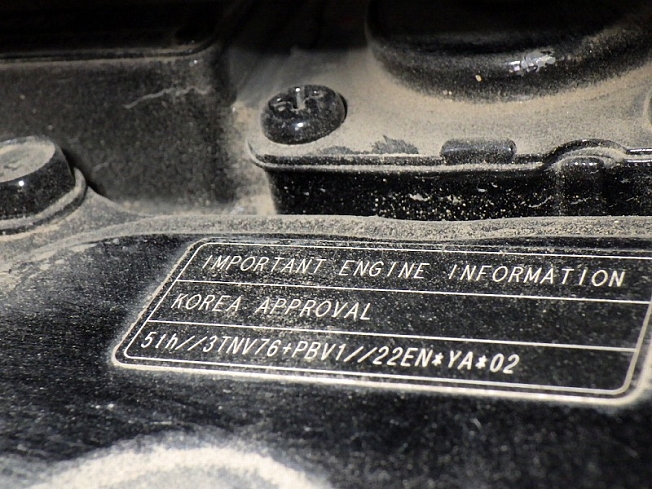 IMPORTANT ENGINE INFORMATION
KOREA APPROVAL
5th//3TNV76+PBV1//22EN*YA*02